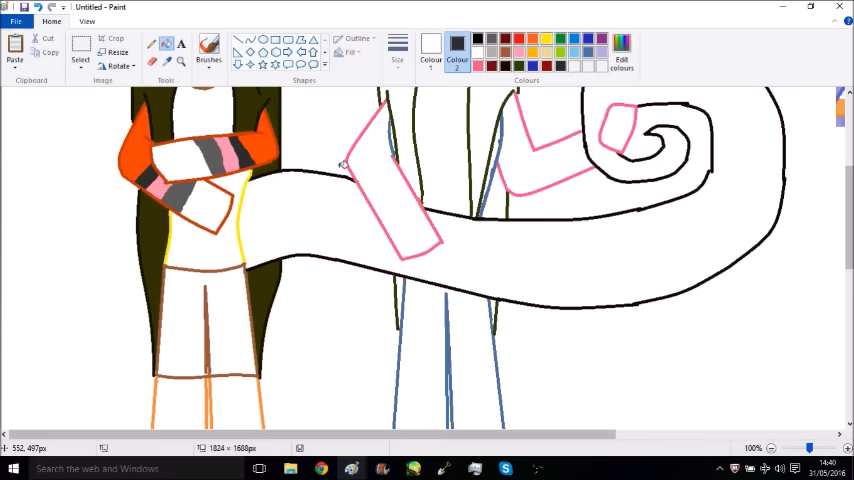 Untitled - Paint
File Home View
Cut
Copy
Paste
Clipboard
Crop
Resize
Rotate
Select
Image
A
Tools
Brushes
Outline
Fill
Shapes
Size
Colour 1
Colour 2
Edit colours
Colours
552, 497px
1824 × 1688px
100%
Search the web and Windows
14:40
31/05/2016